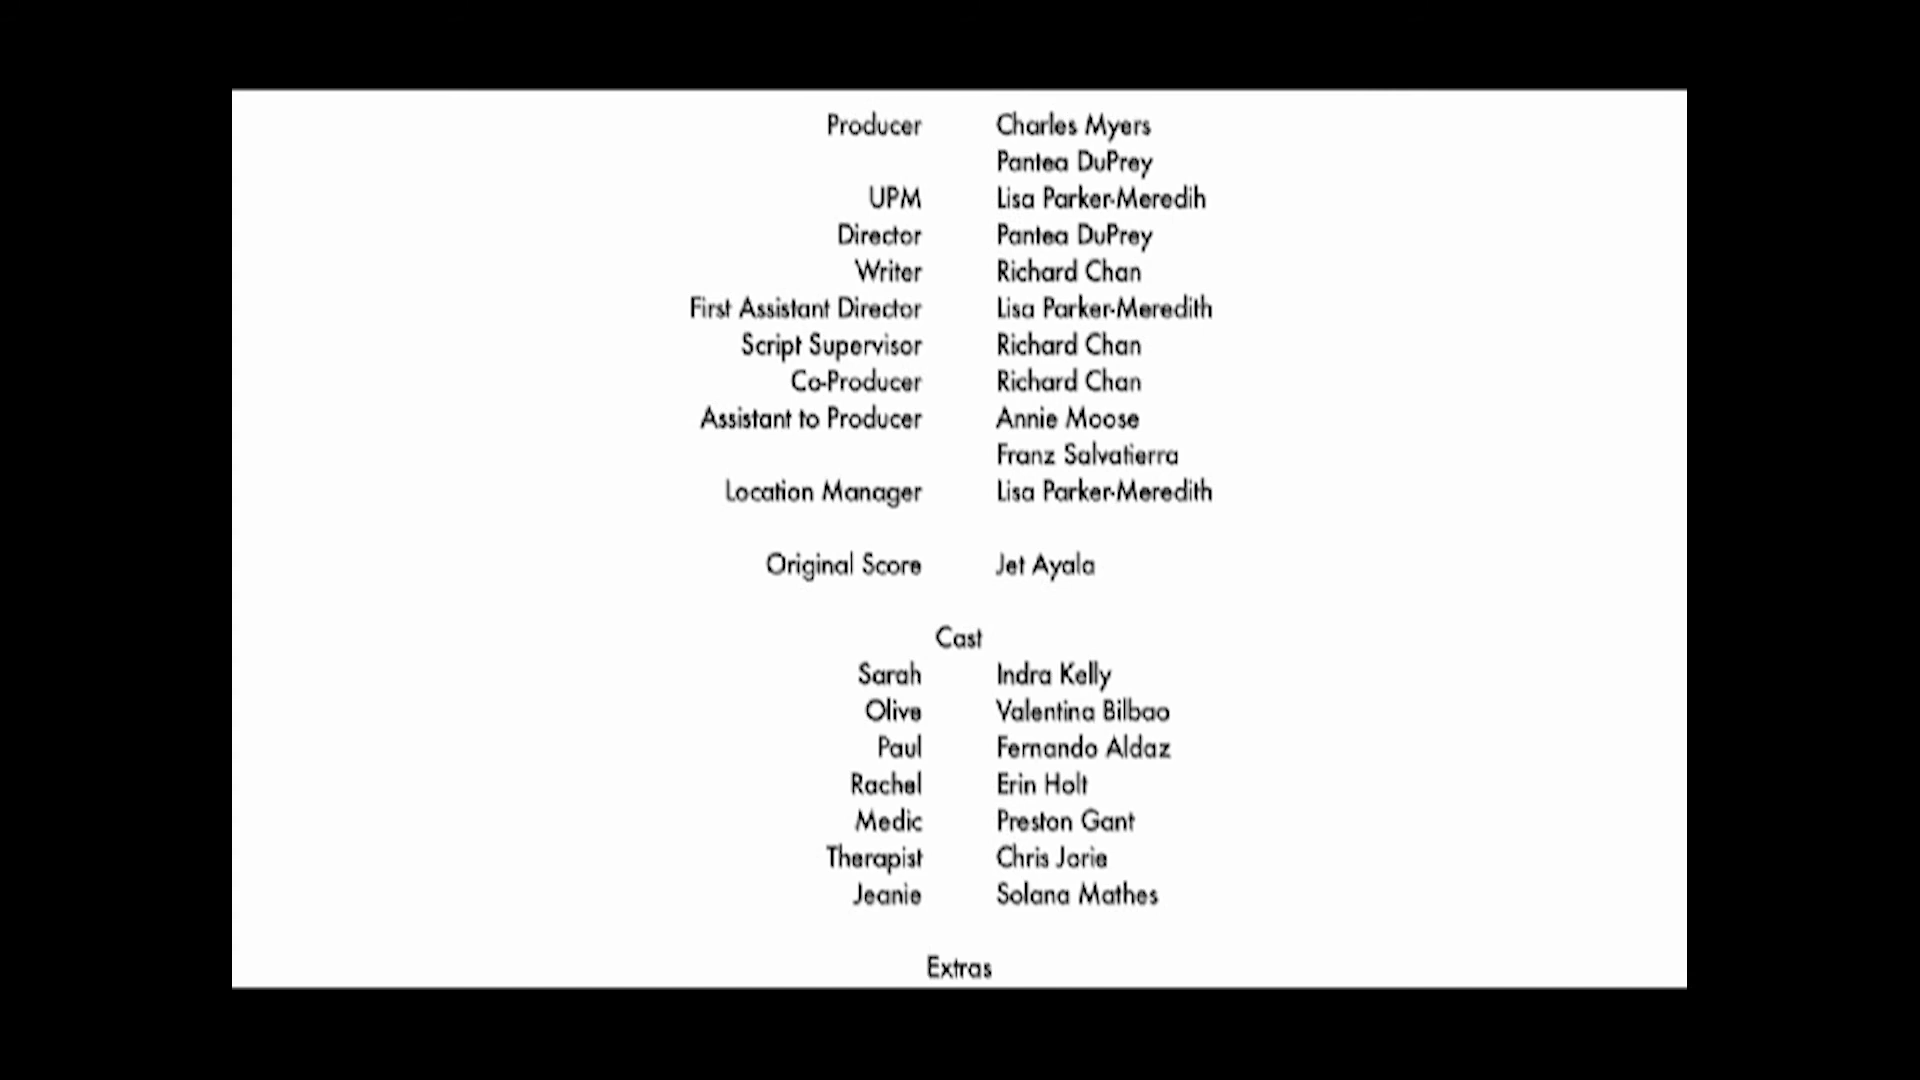 Producer Charles Myers
Pantea DuPrey
UPM Lisa Parker-Meredih
Director Pantea DuPrey
Writer Richard Chan
First Assistant Director Lisa Parker-Meredith
Script Supervisor Richard Chan
Co-Producer Richard Chan
Assistant to Producer Annie Moose
Franz Salvatierra
Location Manager Lisa Parker-Meredith
Original Score Jet Ayala
Cast
Sarah Indra Kelly
Olive Valentina Bilbao
Paul Fernando Aldaz
Rachel Erin Holt
Medic Preston Gant
Therapist Chris Jorie
Jeanie Solana Mathes
Extras